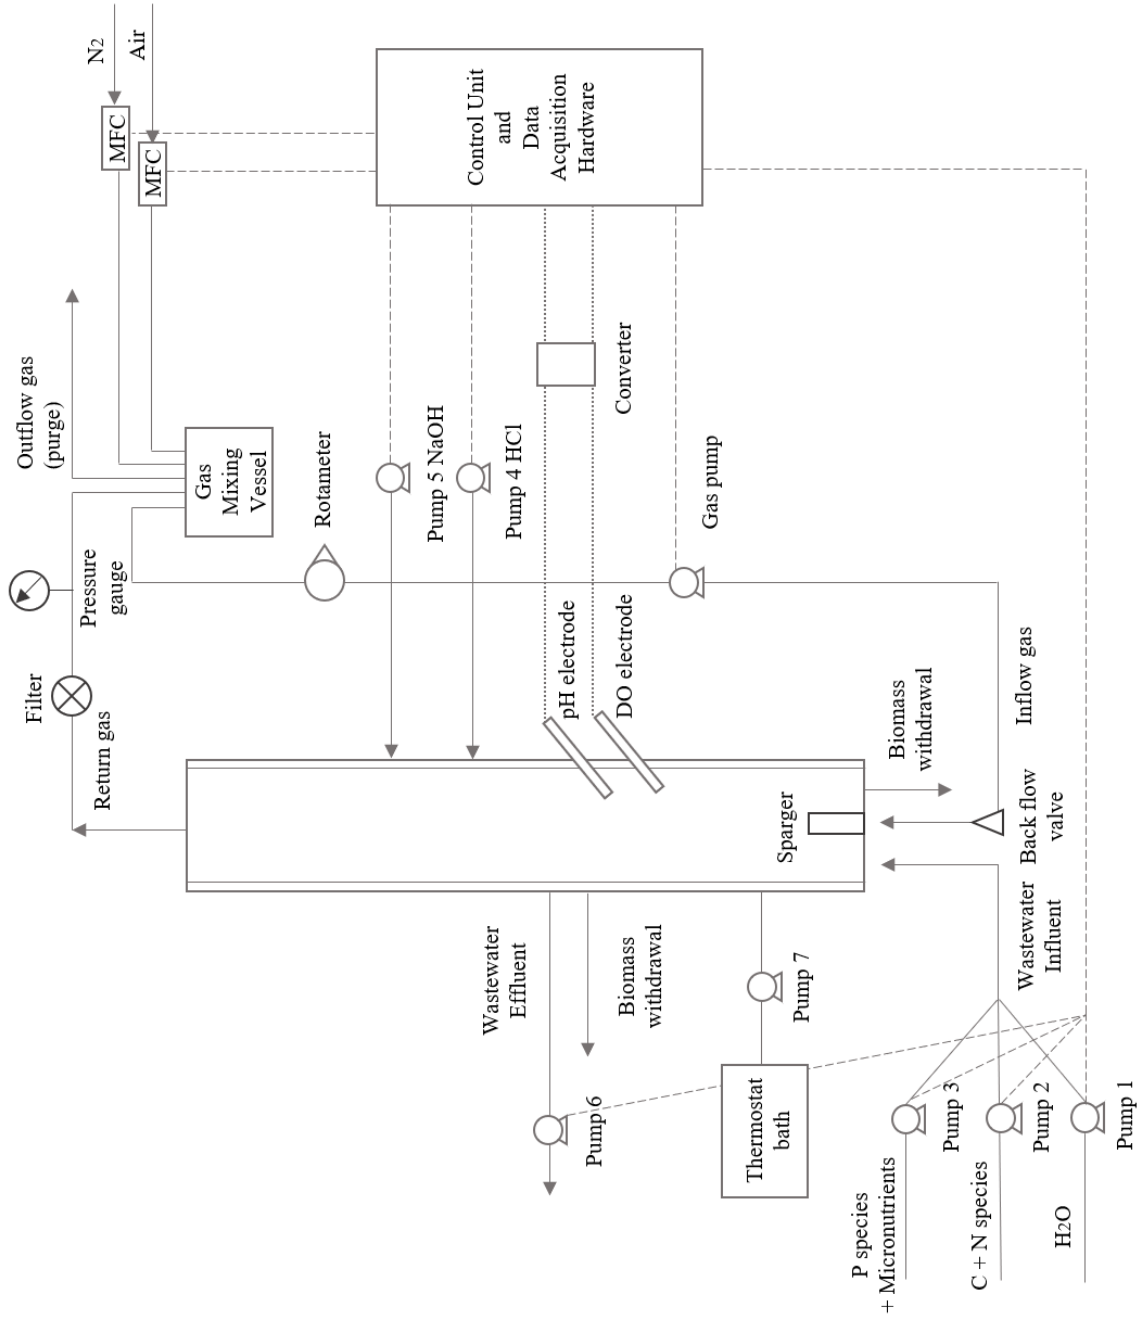 N2
Air
MFC
MFC
Control Unit
and
Data
Acquisition
Hardware
Outflow gas
(purge)
Gas
Mixing
Vessel
Rotameter
Pump 5 NaOH
Pump 4 HCl
Converter
Gas pump
Pressure
gauge
Filter
Return gas
pH electrode
DO electrode
Sparger
Biomass
withdrawal
Inflow gas
Back flow
valve
Wastewater
Influent
Wastewater
Effluent
Biomass
withdrawal
Pump 7
Pump 6
Thermostat
bath
Pump 3
Pump 2
Pump 1
P species
+ Micronutrients
C + N species
H2O